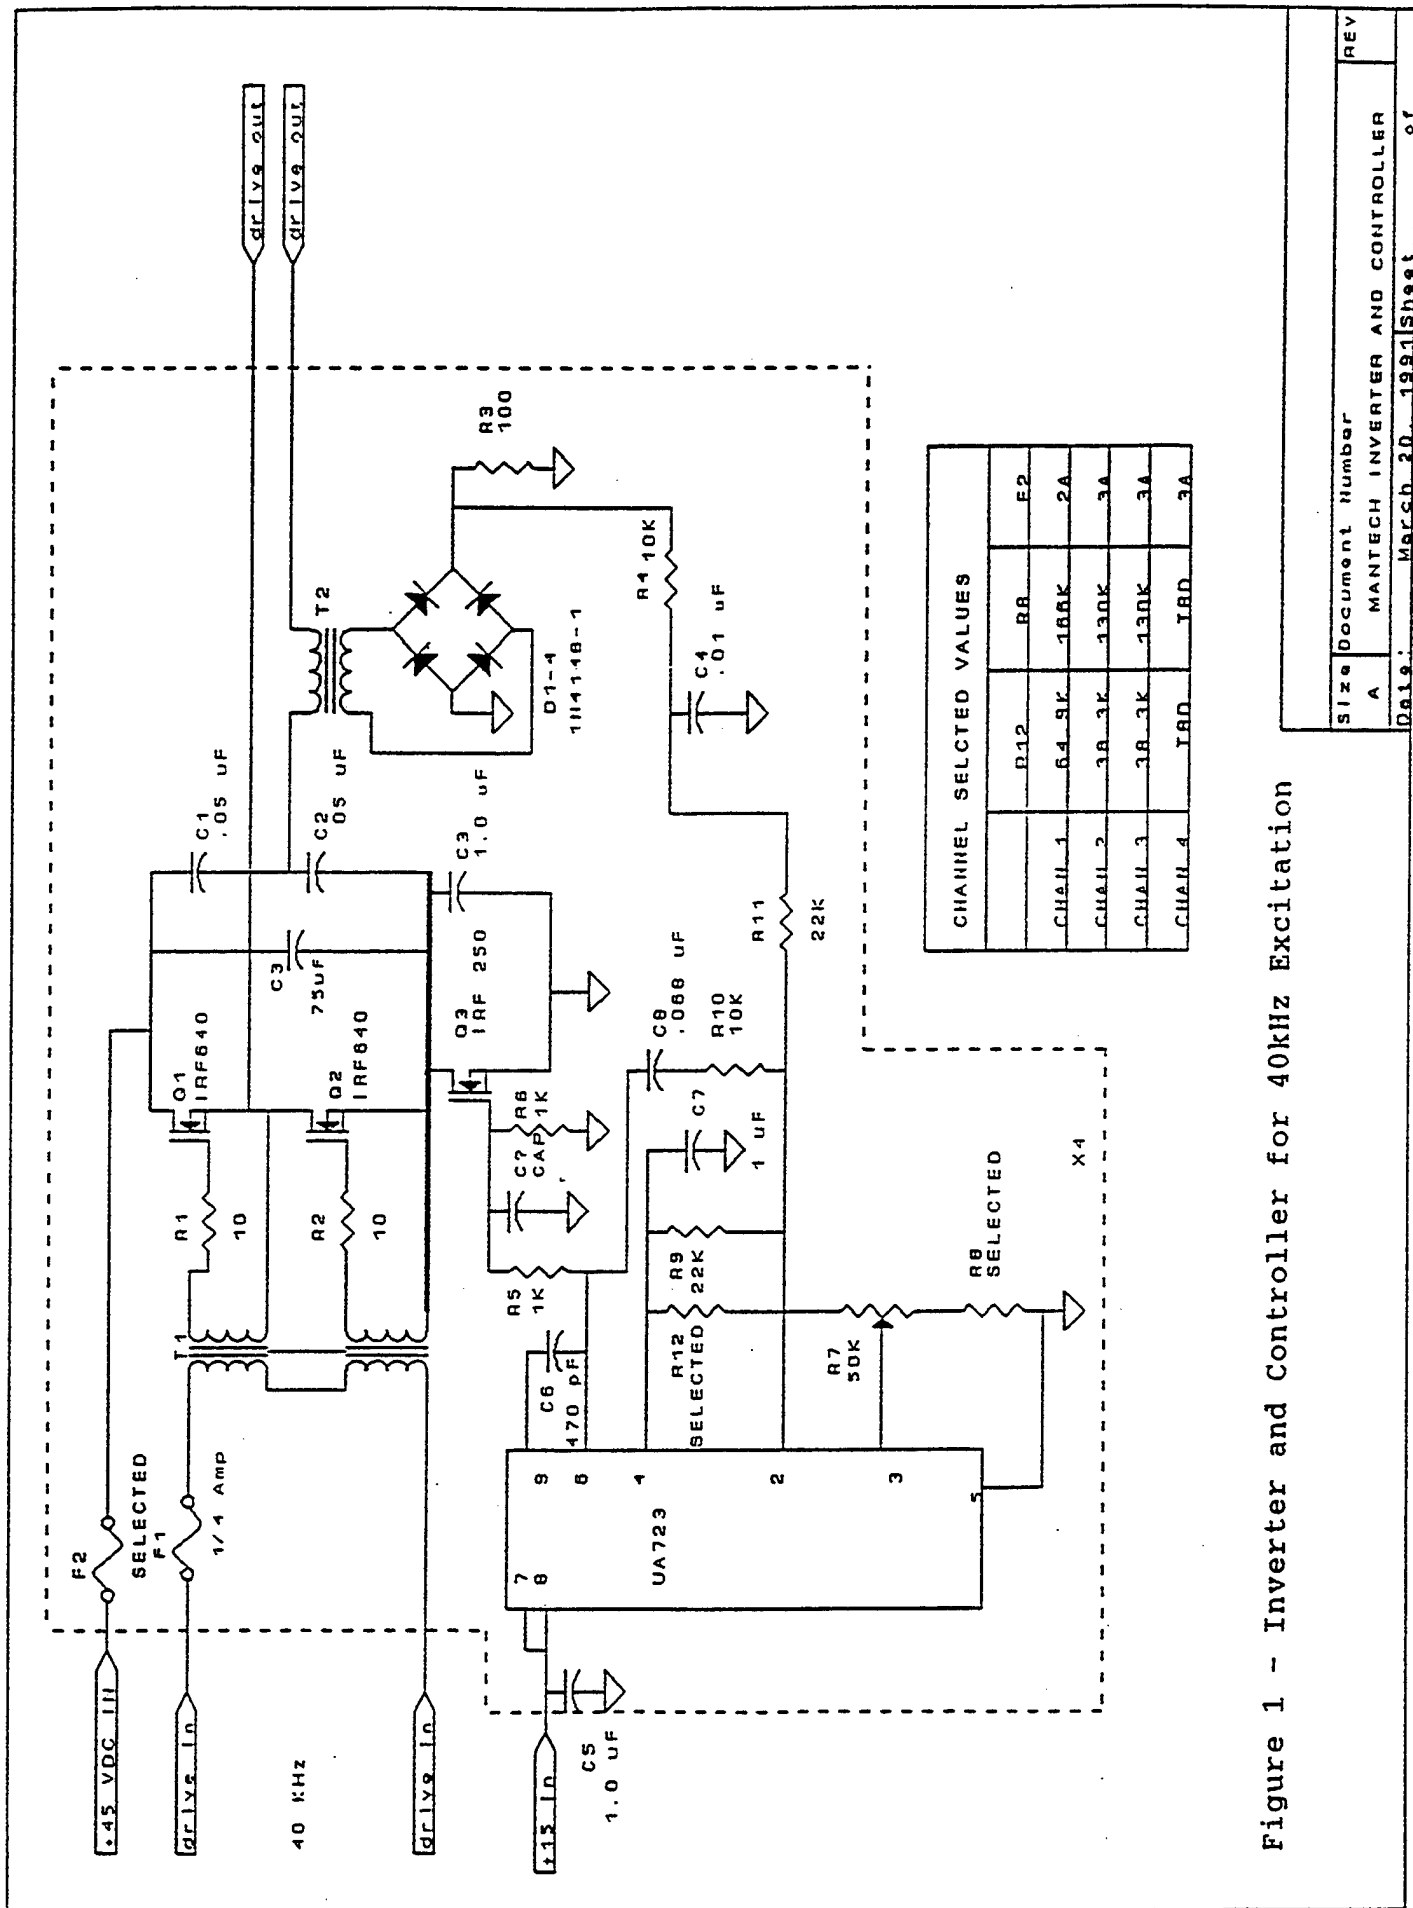 +45 VDC IN
F2
SELECTED
F1
1/4 Amp
drive in
40 KHz
drive in
+15 in
C5
1.0 uF
T1
R1
10
R2
10
Q1
IRF640
Q2
IRF640
C3
75uF
C1
.05 uF
C2
.05 uF
Q3
IRF 250
C3
1.0 uF
T2
D1-4
1N4148-1
R3
100
drive out
drive out
R4 10K
C4
.01 uF
R5
1K
C?
CAP
R6
1K
C6
470 pF
C8
.068 uF
R10
10K
R11
22K
C7
1 uF
R9
22K
R12
SELECTED
R7
50K
R8
SELECTED
X4
7
8
9
6
4
2
3
5
UA723
CHANNEL SELCTED VALUES
R12 R8 F2
CHAN 1 64.9K 166K 2A
CHAN 2 38.3K 130K 3A
CHAN 3 38.3K 130K 3A
CHAN 4 TBD TBD 3A
Figure 1 - Inverter and Controller for 40kHz Excitation
Size Document Number REV
A MANTECH INVERTER AND CONTROLLER
Date: March 20, 1991 Sheet of